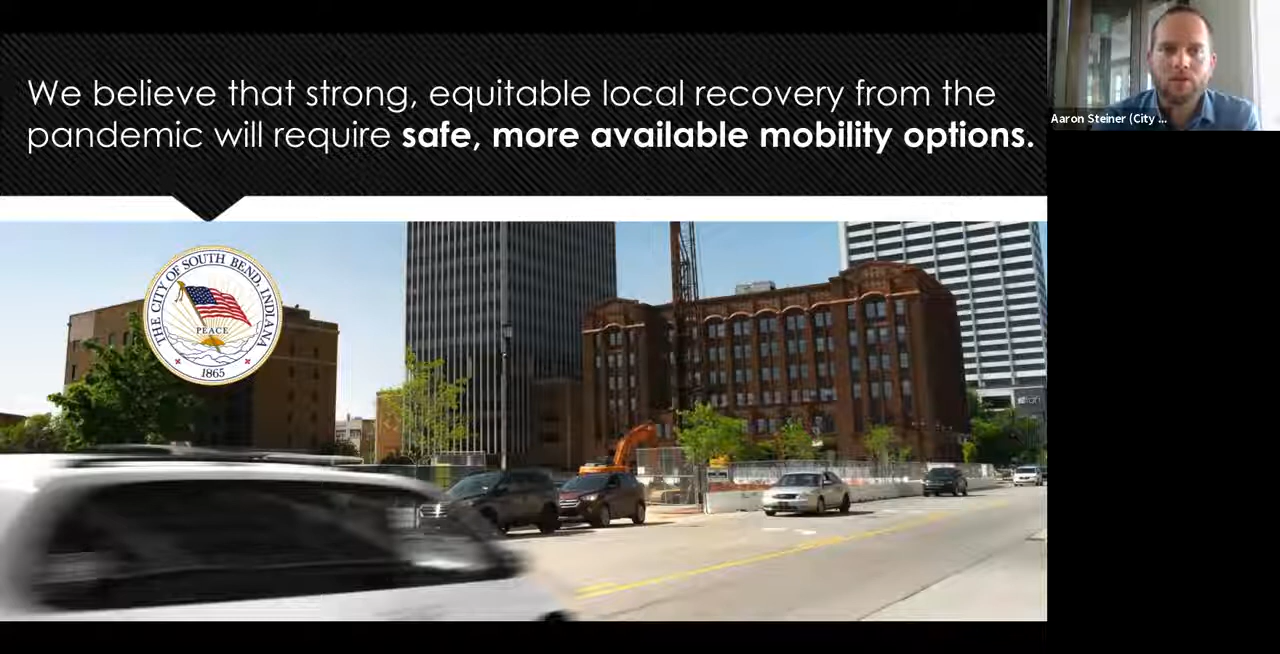 We believe that strong, equitable local recovery from the
pandemic will require safe, more available mobility options.
Aaron Steiner (City ...
THE CITY OF SOUTH BEND, INDIANA
PEACE
1865